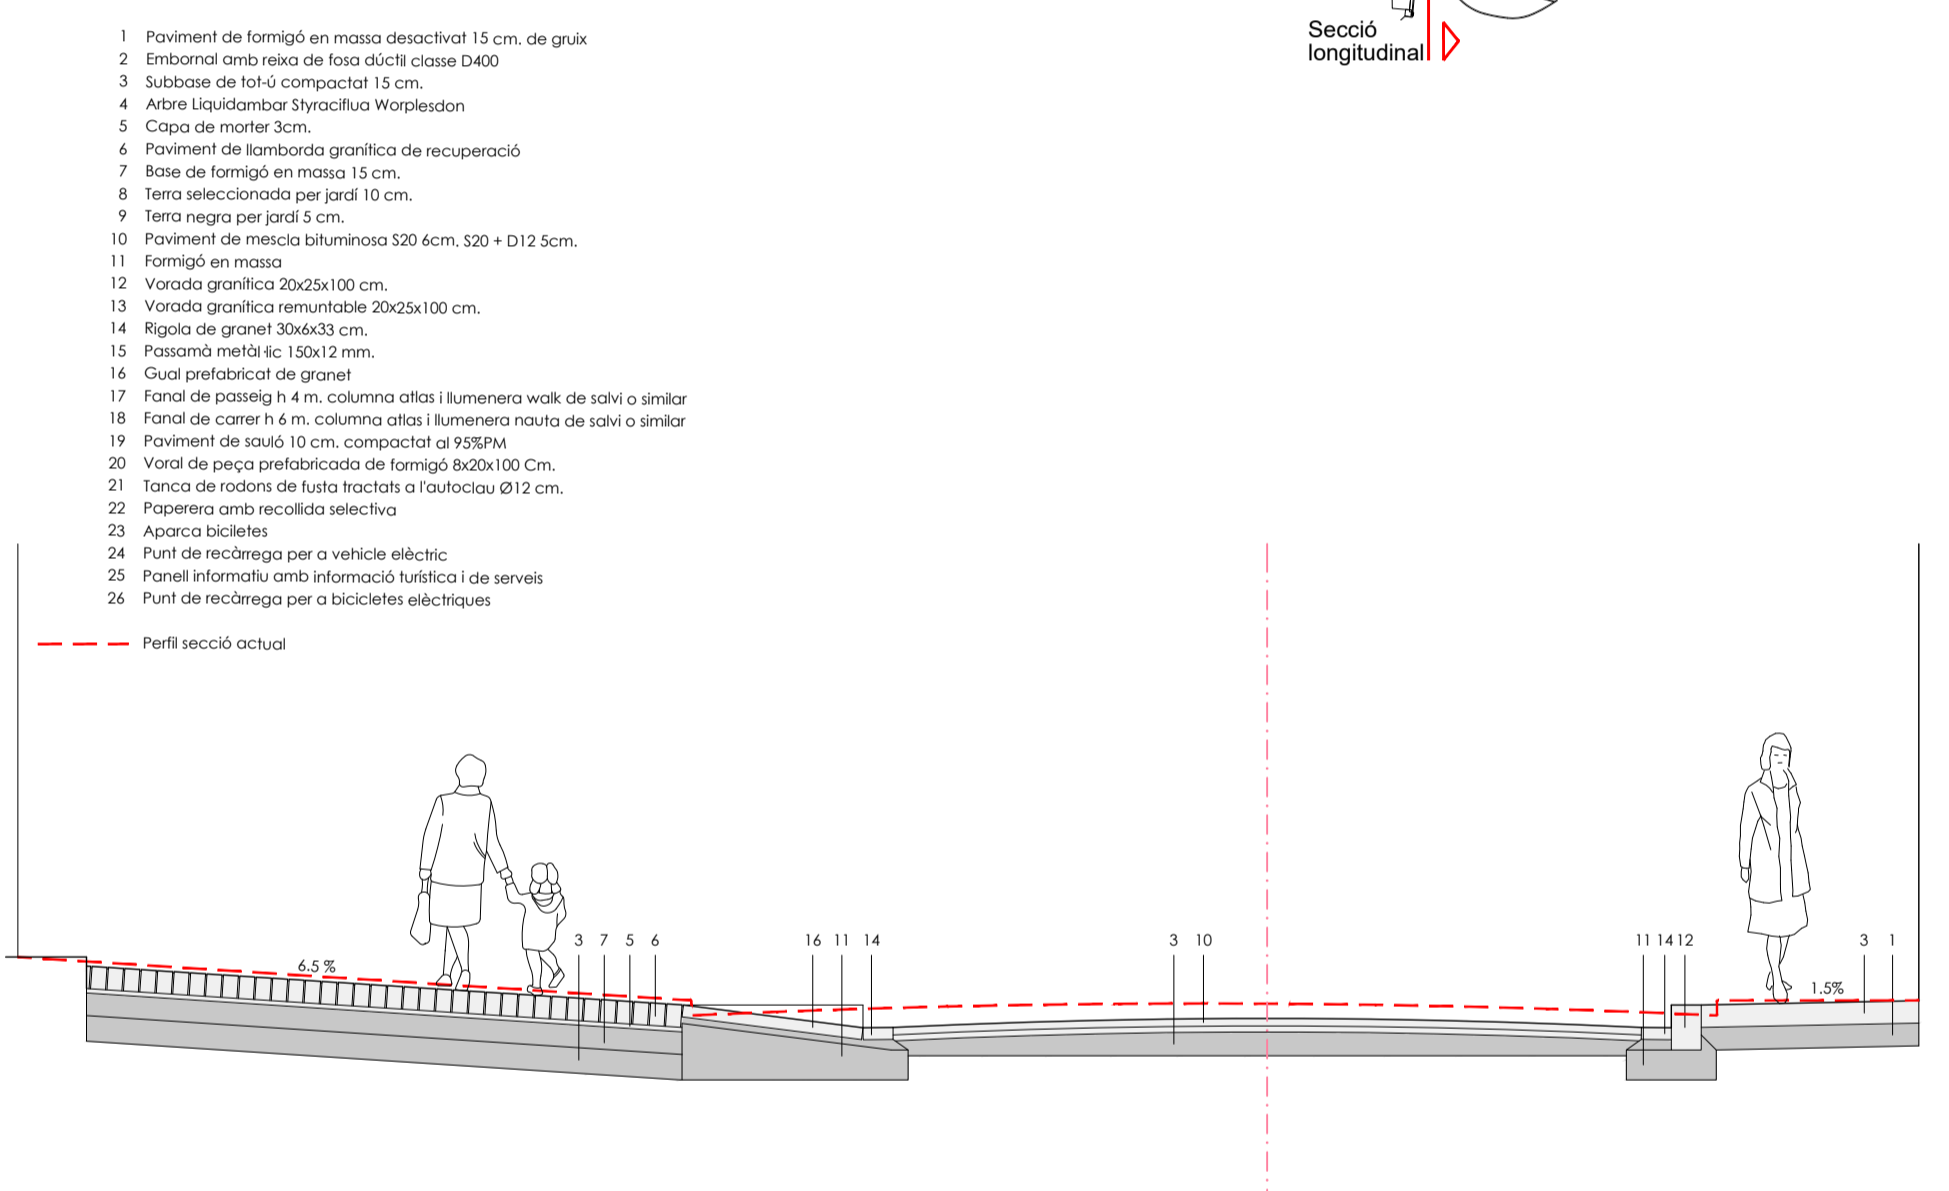 Secció
longitudinal
1 Paviment de formigó en massa desactivat 15 cm. de gruix
2 Embornal amb reixa de fosa dúctil classe D400
3 Subbase de tot-ú compactat 15 cm.
4 Arbre Liquidambar Styraciflua Worplesdon
5 Capa de morter 3cm.
6 Paviment de llamborda granítica de recuperació
7 Base de formigó en massa 15 cm.
8 Terra seleccionada per jardí 10 cm.
9 Terra negra per jardí 5 cm.
10 Paviment de mescla bituminosa S20 6cm. S20 + D12 5cm.
11 Formigó en massa
12 Vorada granítica 20x25x100 cm.
13 Vorada granítica remuntable 20x25x100 cm.
14 Rigola de granet 30x6x33 cm.
15 Passamà metàl·lic 150x12 mm.
16 Gual prefabricat de granet
17 Fanal de passeig h 4 m. columna atlas i llumenera walk de salvi o similar
18 Fanal de carrer h 6 m. columna atlas i llumenera nauta de salvi o similar
19 Paviment de sauló 10 cm. compactat al 95%PM
20 Voral de peça prefabricada de formigó 8x20x100 Cm.
21 Tanca de rodons de fusta tractats a l'autoclau Ø12 cm.
22 Paperera amb recollida selectiva
23 Aparca biciletes
24 Punt de recàrrega per a vehicle elèctric
25 Panell informatiu amb informació turística i de serveis
26 Punt de recàrrega per a bicicletes elèctriques
Perfil secció actual
3 7 5 6 16 11 14 3 10 11 14 12 3 1
6.5 %
1.5%